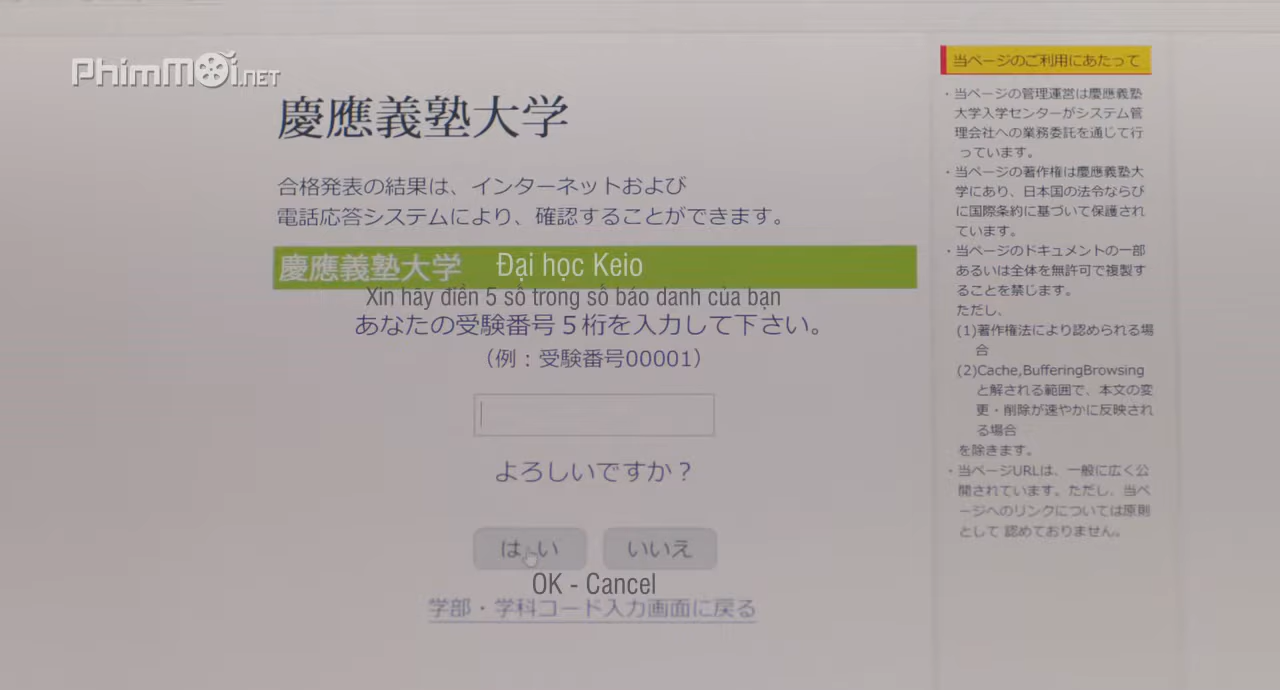 PhimMỡi.NET
慶應義塾大学
合格発表の結果は、インターネットおよび
電話応答システムにより、確認することができます。
慶應義塾大学 Đại học Keio
Xin hãy điền 5 số trong số báo danh của bạn
あなたの受験番号５桁を入力して下さい。
（例：受験番号00001）
よろしいですか？
はい いいえ
OK - Cancel
学部・学科コード入力画面に戻る
当ページのご利用にあたって
・当ページの管理運営は慶應義塾
大学入学センターがシステム管
理会社への業務委託を通じて行
っています。
・当ページの著作権は慶應義塾大
学にあり、日本国の法令ならび
に国際条約に基づいて保護され
ています。
・当ページのドキュメントの一部
あるいは全体を無許可で複製す
ることを禁じます。
ただし、
(1)著作権法により認められる場
合
(2)Cache,BufferingBrowsing
と解される範囲で、本文の変
更・削除が速やかに反映され
る場合
を除きます。
・当ページURLは、一般に広く公
開されています。ただし、当ペ
ージへのリンクについては原則
として 認めておりません。